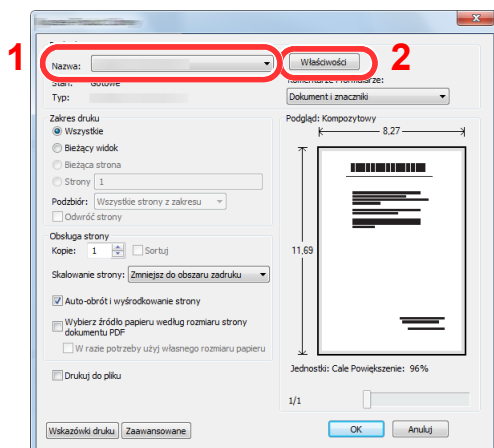 1
Nazwa:
Właściwości
2
Stan: Gotowe
Typ:
Komentarze i formularze:
Dokument i znaczniki
Zakres druku
Wszystkie
Bieżący widok
Bieżąca strona
Strony 1
Podzbiór: Wszystkie strony z zakresu
Odwróć strony
Obsługa strony
Kopie: 1 Sortuj
Skalowanie strony: Zmniejsz do obszaru zadruku
Auto-obrót i wyśrodkowanie strony
Wybierz źródło papieru według rozmiaru strony
dokumentu PDF
W razie potrzeby użyj własnego rozmiaru papieru
Drukuj do pliku
Podgląd: Kompozytowy
8,27
11,69
Jednostki: Cale Powiększenie: 96%
1/1
Wskazówki druku Zaawansowane
OK Anuluj